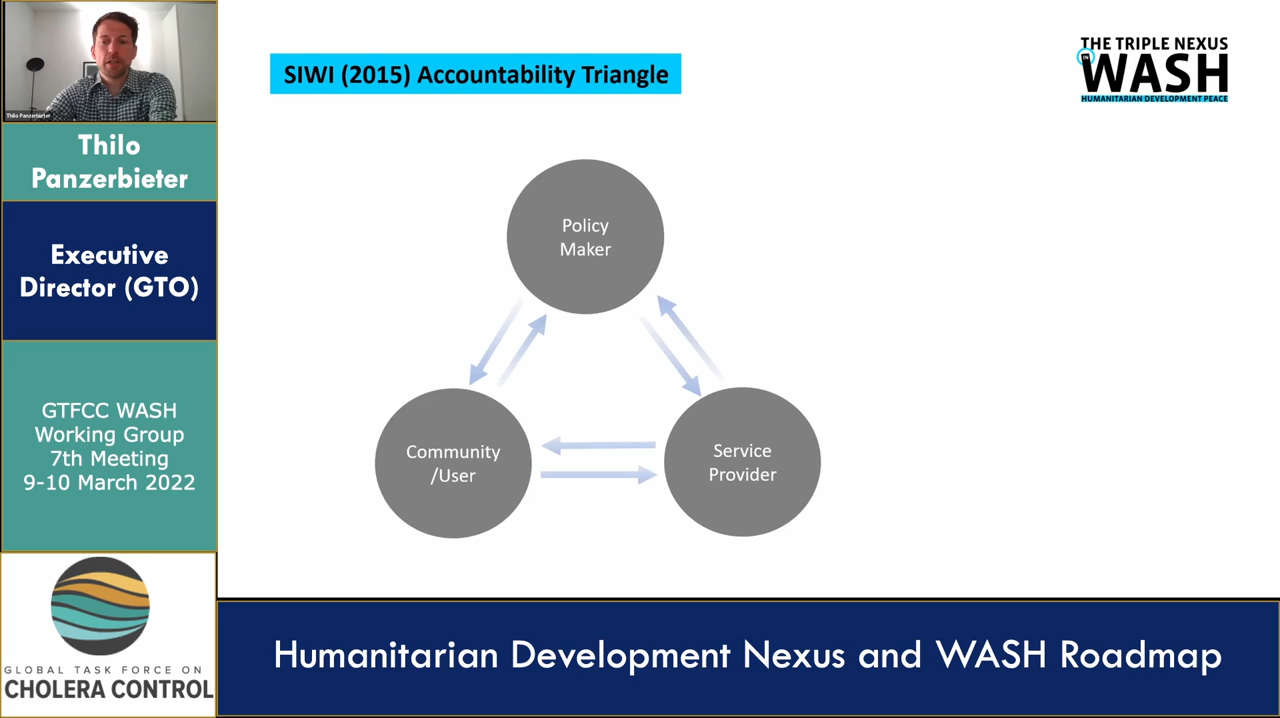 Thilo Panzerbieter
Thilo
Panzerbieter
Executive
Director (GTO)
GTFCC WASH
Working Group
7th Meeting
9-10 March 2022
GLOBAL TASK FORCE ON
CHOLERA CONTROL
SIWI (2015) Accountability Triangle
THE TRIPLE NEXUS
IN WASH
HUMANITARIAN DEVELOPMENT PEACE
Policy
Maker
Community
/User
Service
Provider
Humanitarian Development Nexus and WASH Roadmap